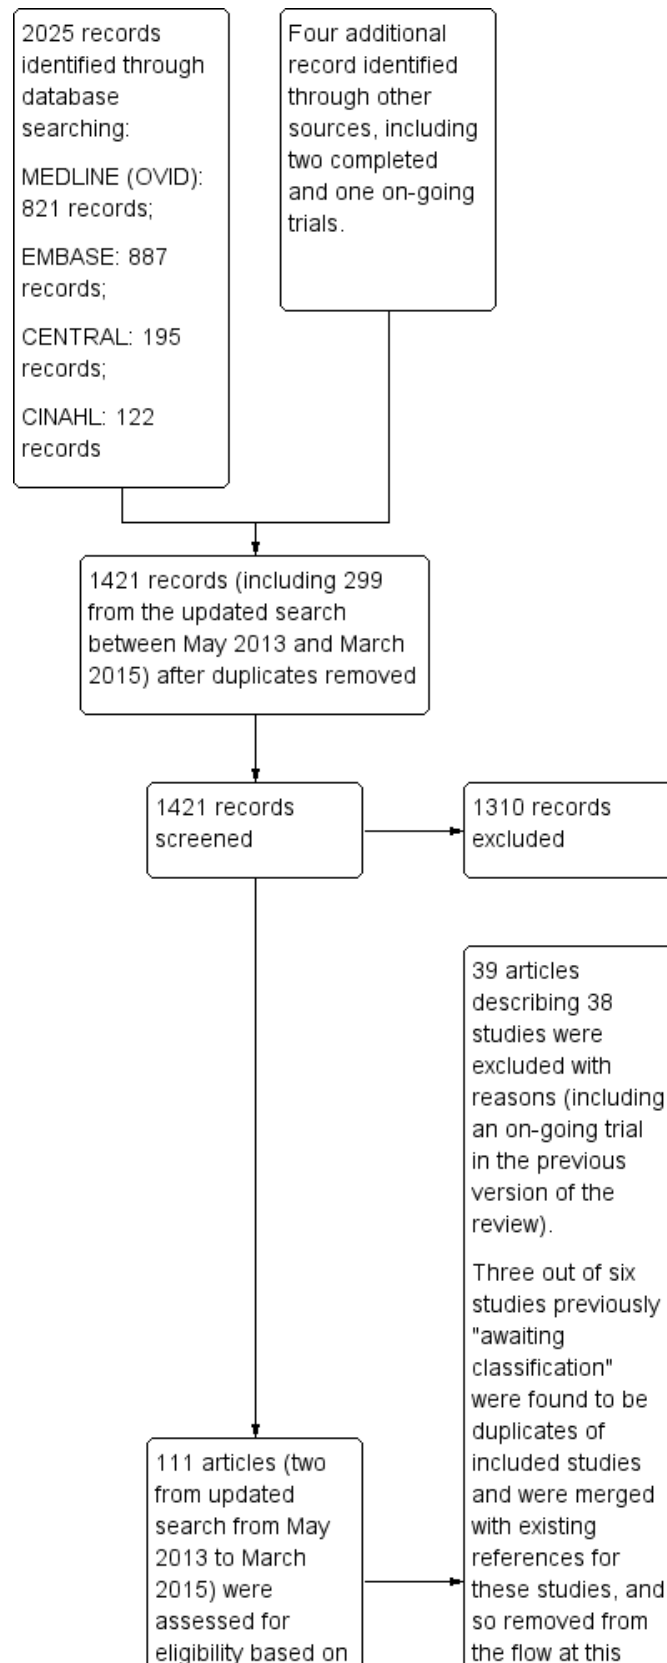 2025 records
identified through
database
searching:
MEDLINE (OVID):
821 records;
EMBASE: 887
records;
CENTRAL: 195
records;
CINAHL: 122
records
Four additional
record identified
through other
sources, including
two completed
and one on-going
trials.
1421 records (including 299
from the updated search
between May 2013 and March
2015) after duplicates removed
1421 records
screened
1310 records
excluded
39 articles
describing 38
studies were
excluded with
reasons (including
an on-going trial
in the previous
version of the
review).
Three out of six
studies previously
"awaiting
classification"
were found to be
duplicates of
included studies
and were merged
with existing
references for
these studies, and
so removed from
the flow at this
111 articles (two
from updated
search from May
2013 to March
2015) were
assessed for
eligibility based on